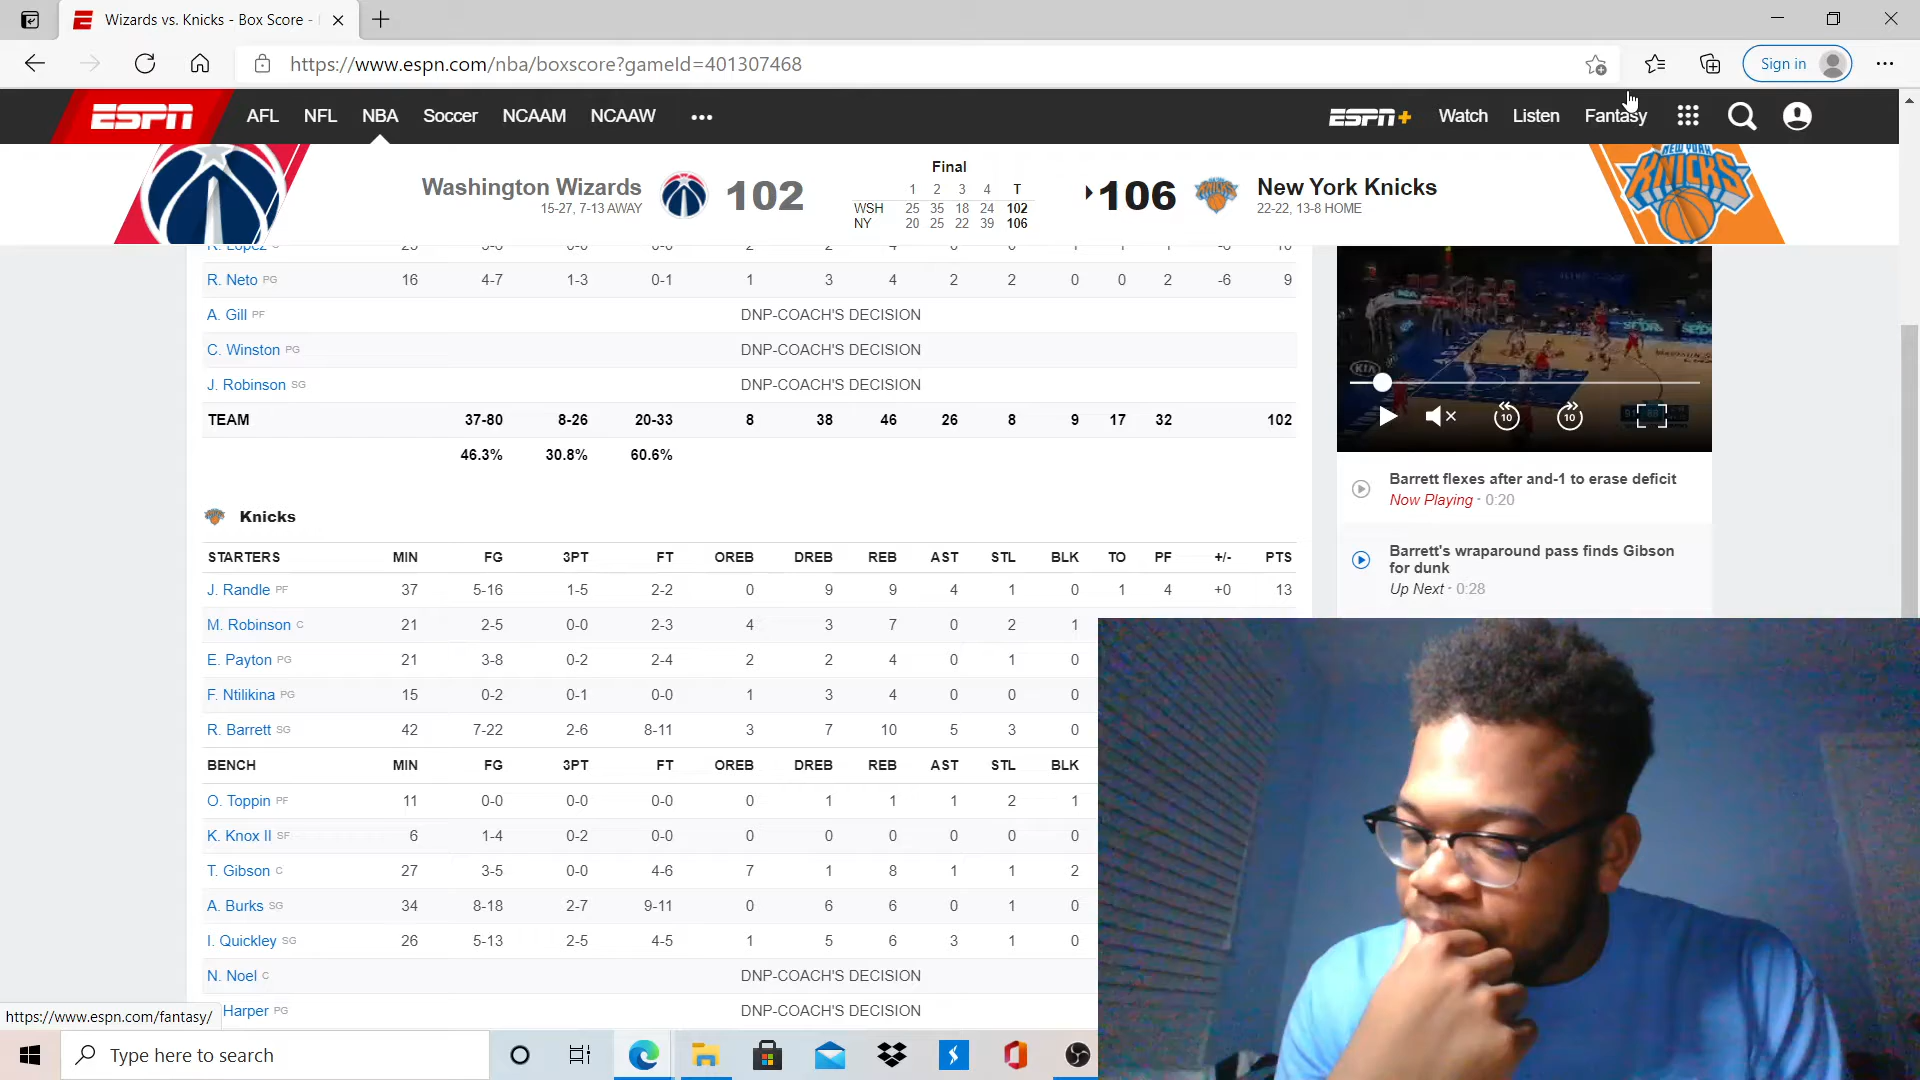 Wizards vs. Knicks - Box Score -
https://www.espn.com/nba/boxscore?gameId=401307468
Sign in
ESPN AFL NFL NBA Soccer NCAAM NCAAW ... ESPN+ Watch Listen Fantasy
Final
Washington Wizards 102 106 New York Knicks
15-27, 7-13 AWAY 22-22, 13-8 HOME
1 2 3 4 T
WSH 25 35 18 24 102
NY 20 25 22 39 106
NEW YORK
KNICKS
KNICKS
R. Neto PG 16 4-7 1-3 0-1 1 3 4 2 2 0 0 2 -6 9
A. Gill PF DNP-COACH'S DECISION
C. Winston PG DNP-COACH'S DECISION
J. Robinson SG DNP-COACH'S DECISION
TEAM 37-80 8-26 20-33 8 38 46 26 8 9 17 32 102
46.3% 30.8% 60.6%
KIA
10 10
Barrett flexes after and-1 to erase deficit
Now Playing · 0:20
Barrett's wraparound pass finds Gibson
for dunk
Up Next · 0:28
Knicks
STARTERS MIN FG 3PT FT OREB DREB REB AST STL BLK TO PF +/- PTS
J. Randle PF 37 5-16 1-5 2-2 0 9 9 4 1 0 1 4 +0 13
M. Robinson C 21 2-5 0-0 2-3 4 3 7 0 2 1
E. Payton PG 21 3-8 0-2 2-4 2 2 4 0 1 0
F. Ntilikina PG 15 0-2 0-1 0-0 1 3 4 0 0 0
R. Barrett SG 42 7-22 2-6 8-11 3 7 10 5 3 0
BENCH MIN FG 3PT FT OREB DREB REB AST STL BLK
O. Toppin PF 11 0-0 0-0 0-0 0 1 1 1 2 1
K. Knox II SF 6 1-4 0-2 0-0 0 0 0 0 0 0
T. Gibson C 27 3-5 0-0 4-6 7 1 8 1 1 2
A. Burks SG 34 8-18 2-7 9-11 0 6 6 0 1 0
I. Quickley SG 26 5-13 2-5 4-5 1 5 6 3 1 0
N. Noel C DNP-COACH'S DECISION
Harper PG DNP-COACH'S DECISION
https://www.espn.com/fantasy/
Type here to search